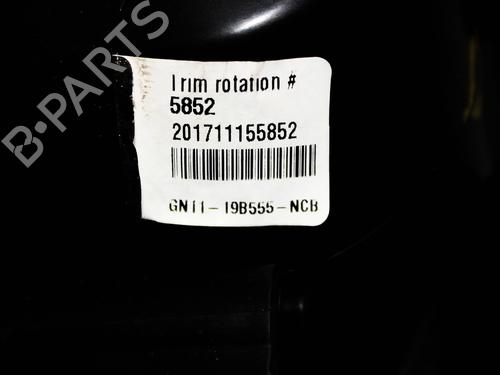 Trim rotation #
5852
201711155852
GN11-19B555-NCB
B-PARTS